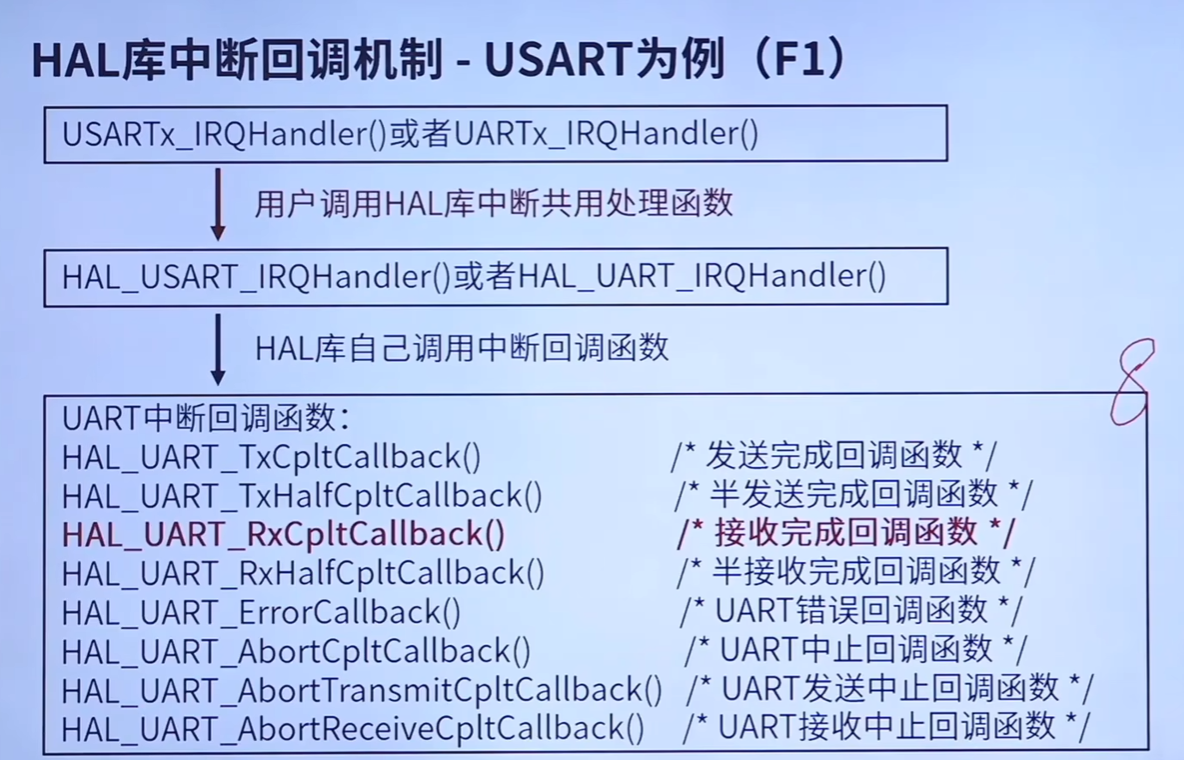 HAL库中断回调机制 - USART为例（F1）
USARTx_IRQHandler()或者UARTx_IRQHandler()
用户调用HAL库中断共用处理函数
HAL_USART_IRQHandler()或者HAL_UART_IRQHandler()
HAL库自己调用中断回调函数
8
UART中断回调函数：
HAL_UART_TxCpltCallback() /* 发送完成回调函数 */
HAL_UART_TxHalfCpltCallback() /* 半发送完成回调函数 */
HAL_UART_RxCpltCallback() /* 接收完成回调函数 */
HAL_UART_RxHalfCpltCallback() /* 半接收完成回调函数 */
HAL_UART_ErrorCallback() /* UART错误回调函数 */
HAL_UART_AbortCpltCallback() /* UART中止回调函数 */
HAL_UART_AbortTransmitCpltCallback() /* UART发送中止回调函数 */
HAL_UART_AbortReceiveCpltCallback() /* UART接收中止回调函数 */